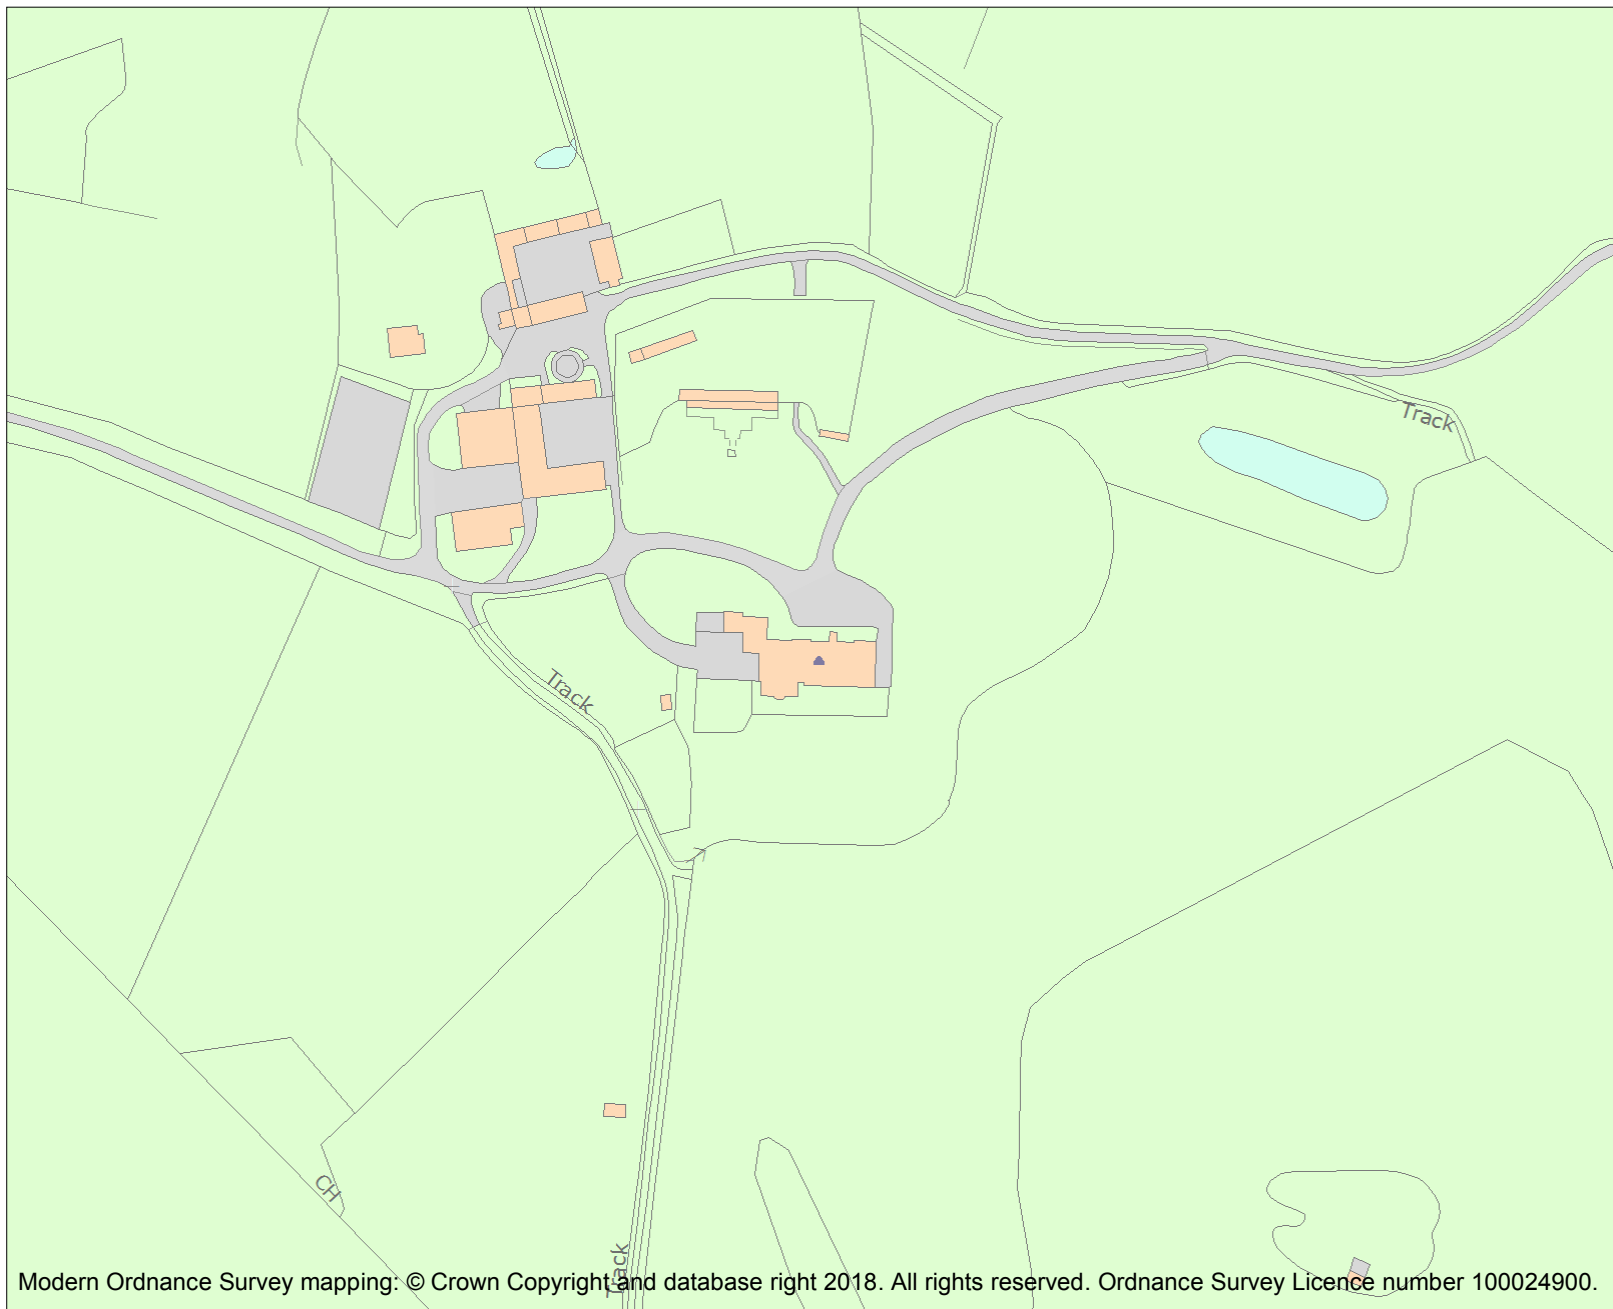 Track
Track
CH
Track
Modern Ordnance Survey mapping: © Crown Copyright and database right 2018. All rights reserved. Ordnance Survey Licence number 100024900.